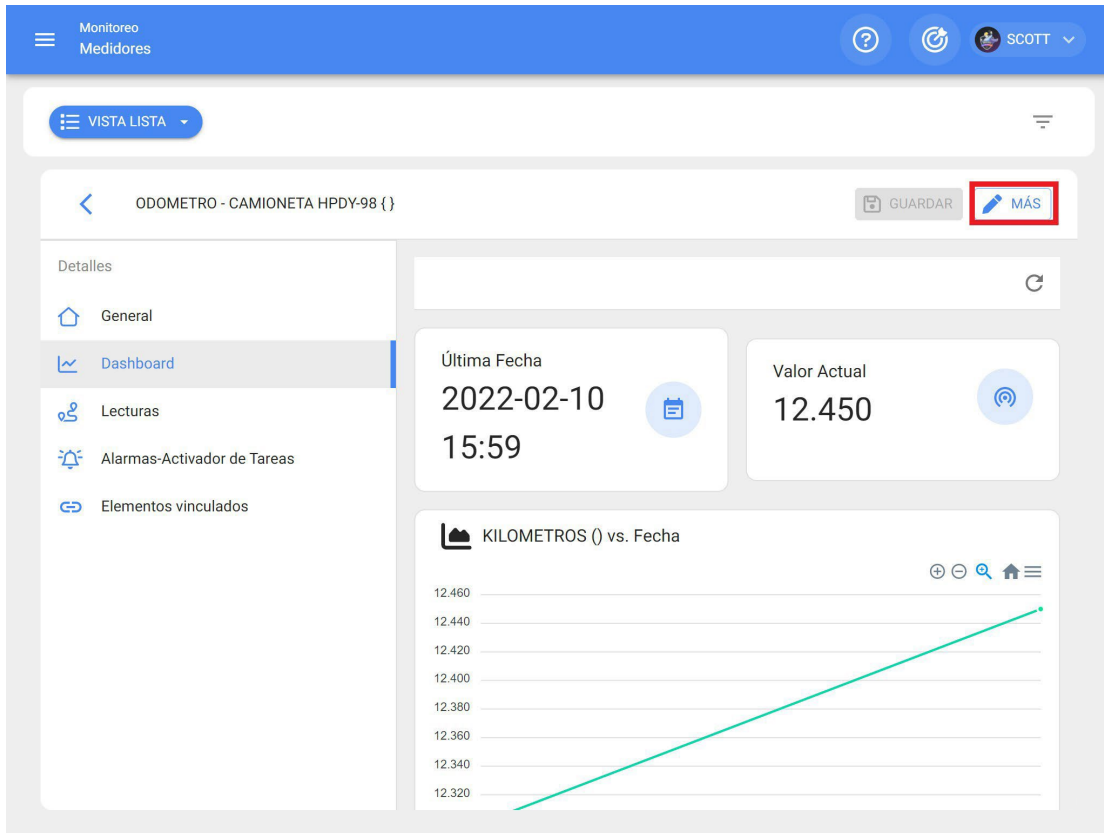 Monitoreo
Medidores
SCOTT
VISTA LISTA
ODOMETRO - CAMIONETA HPDY-98 { }
GUARDAR
MÁS
Detalles
General
Dashboard
Lecturas
Alarmas-Activador de Tareas
Elementos vinculados
Última Fecha
2022-02-10
15:59
Valor Actual
12.450
KILOMETROS () vs. Fecha
12.460
12.440
12.420
12.400
12.380
12.360
12.340
12.320